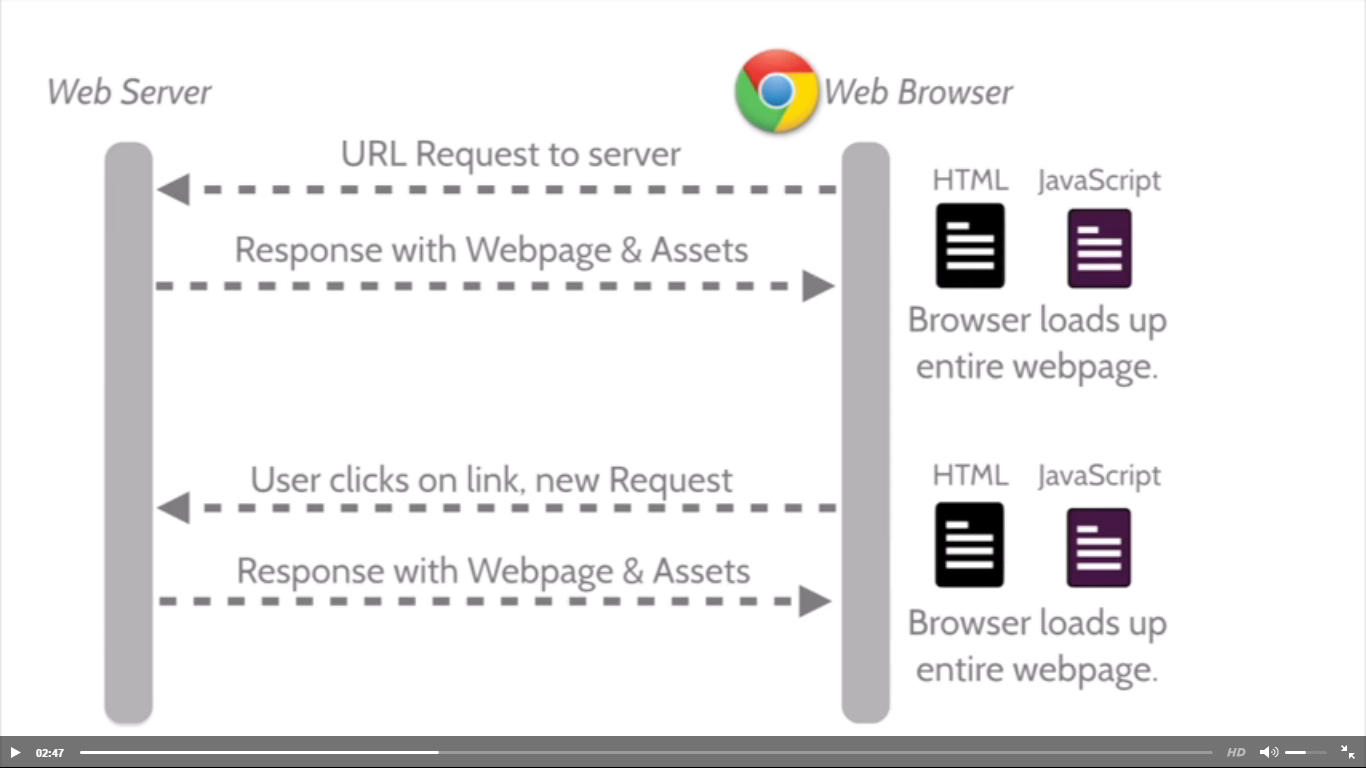 Web Server
Web Browser
URL Request to server
HTML JavaScript
Response with Webpage & Assets
Browser loads up
entire webpage.
User clicks on link, new Request
HTML JavaScript
Response with Webpage & Assets
Browser loads up
entire webpage.
02:47
HD